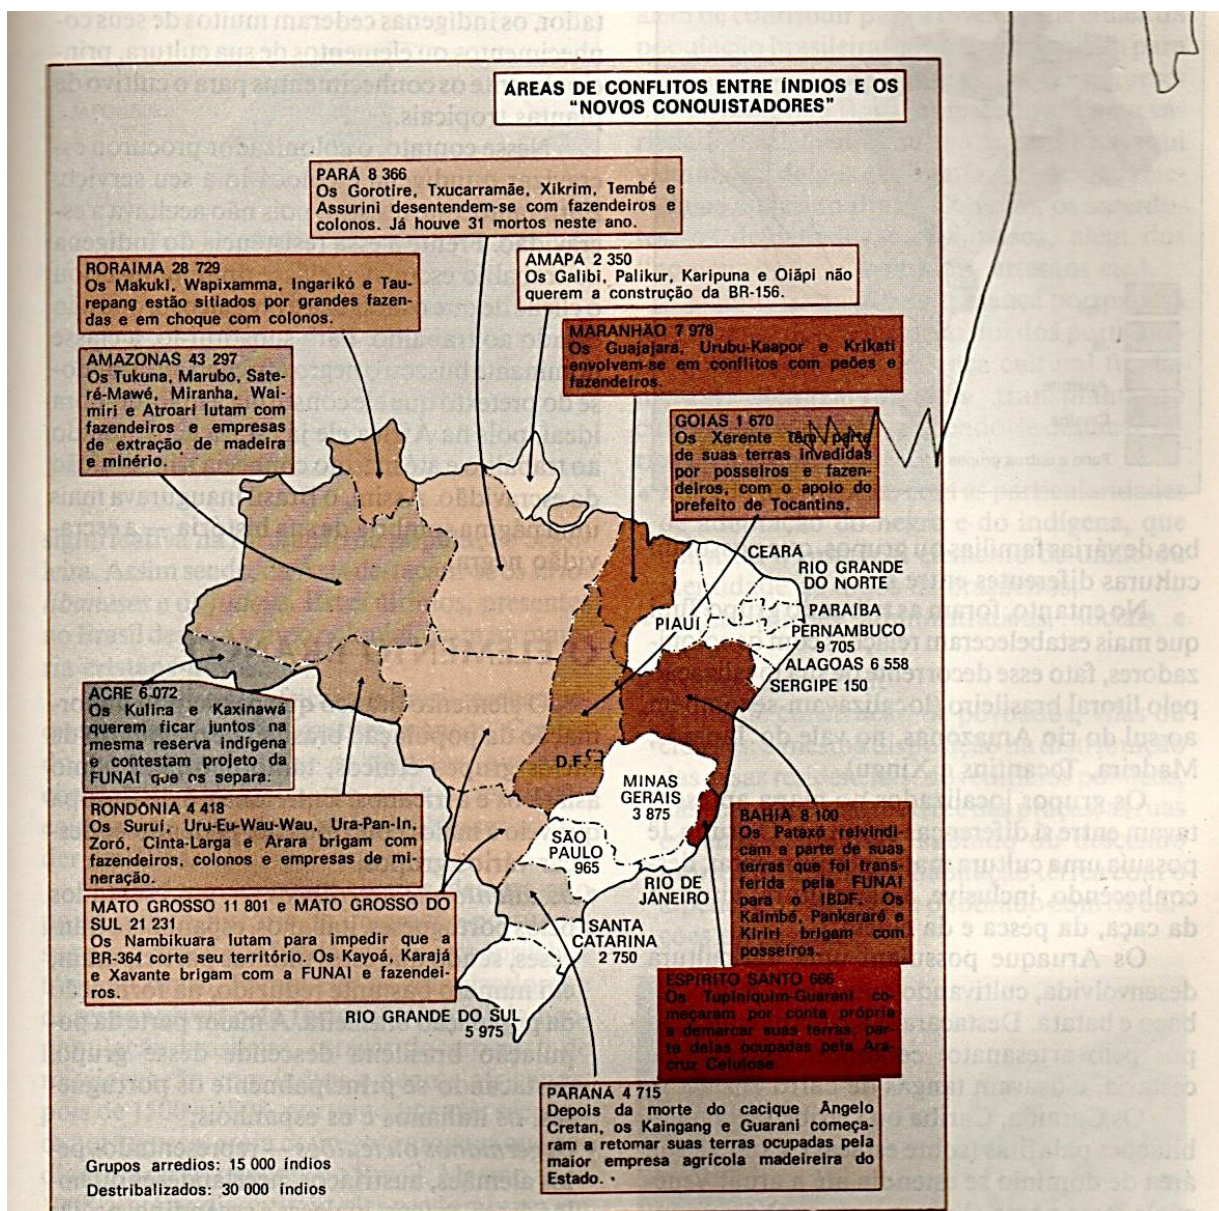 ÁREAS DE CONFLITOS ENTRE ÍNDIOS E OS
“NOVOS CONQUISTADORES”
PARÁ 8 366
Os Gorotire, Txucarramãe, Xikrim, Tembé e
Assurini desentendem-se com fazendeiros e
colonos. Já houve 31 mortos neste ano.
AMAPÁ 2 350
Os Galibi, Palikur, Karipuna e Oiãpi não
querem a construção da BR-156.
RORAIMA 28 729
Os Makuki, Wapixamma, Ingarikó e Tau-
repang estão sitiados por grandes fazen-
das e em choque com colonos.
MARANHÃO 7 978
Os Guajajara, Urubu-Kaapor e Krikati
envolvem-se em conflitos com peões e
fazendeiros.
AMAZONAS 43 297
Os Tukuna, Marubo, Sate-
ré-Mawé, Miranha, Wai-
miri e Atroari lutam com
fazendeiros e empresas
de extração de madeira
e minério.
GOIÁS 1 670
Os Xerente têm parte
de suas terras invadidas
por posseiros e fazen-
deiros, com o apoio do
prefeito de Tocantins.
CEARÁ
RIO GRANDE
DO NORTE
PARAÍBA
PIAUÍ
PERNAMBUCO
9 705
ALAGOAS 6 558
SERGIPE 150
ACRE 6 072
Os Kulina e Kaxinawá
querem ficar juntos na
mesma reserva indígena
e contestam projeto da
FUNAI que os separa.
D.F.
MINAS
GERAIS
3 875
RONDÔNIA 4 418
Os Suruí, Uru-Eu-Wau-Wau, Ura-Pan-In,
Zoró, Cinta-Larga e Arara brigam com
fazendeiros, colonos e empresas de mi-
neração.
BAHIA 8 100
Os Pataxó reivindi-
cam a parte de suas
terras que foi trans-
ferida pela FUNAI
para o IBDF. Os
Kaimbé, Pankararé e
Kiriri brigam com
posseiros.
SÃO
PAULO
965
RIO DE
JANEIRO
MATO GROSSO 11 801 e MATO GROSSO DO
SUL 21 231
Os Nambikuara lutam para impedir que a
BR-364 corte seu território. Os Kayoá, Karajá
e Xavante brigam com a FUNAI e fazendei-
ros.
SANTA
CATARINA
2 750
RIO GRANDE DO SUL
5 975
ESPÍRITO SANTO 666
Os Tupiniquim-Guarani co-
meçaram por conta própria
a demarcar suas terras, par-
te delas ocupadas pela Ara-
cruz Celulose
PARANÁ 4 715
Depois da morte do cacique Ângelo
Cretan, os Kaingang e Guarani começa-
ram a retomar suas terras ocupadas pela
maior empresa agrícola madeireira do
Estado.
Grupos arredios: 15 000 índios
Destribalizados: 30 000 índios